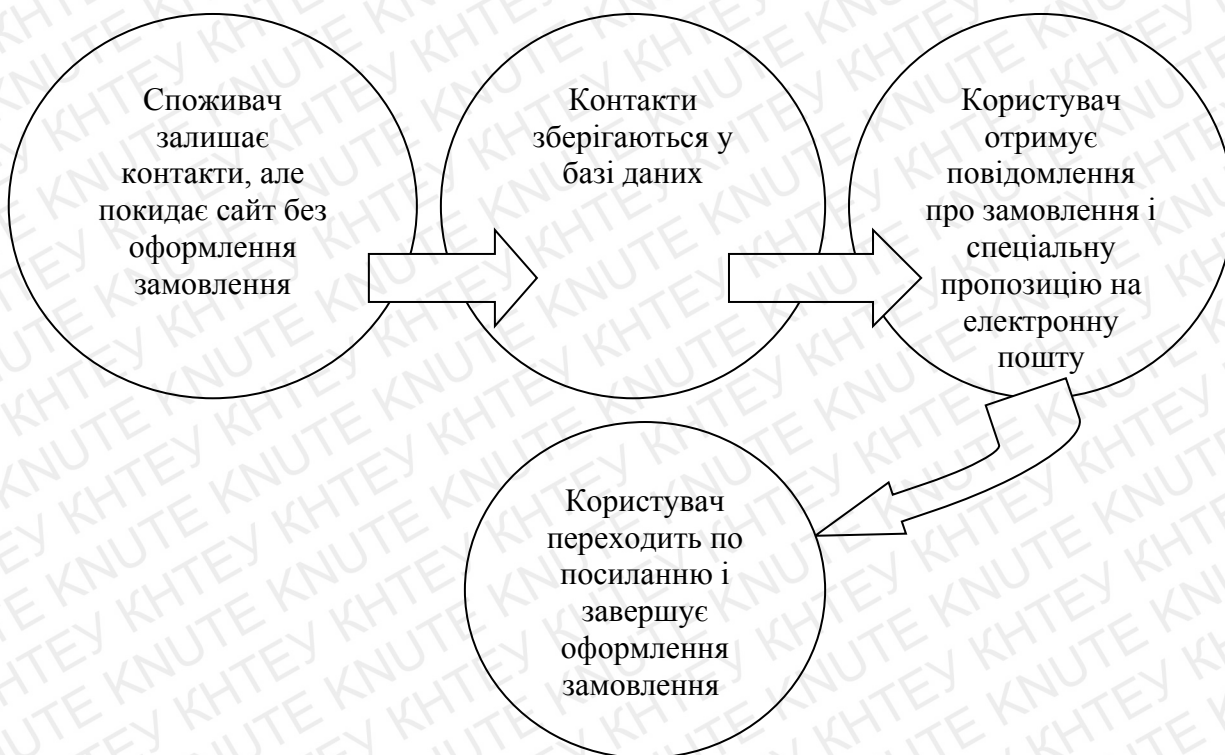 Споживач
залишає
контакти, але
покидає сайт без
оформлення
замовлення
Контакти
зберігаються у
базі даних
Користувач
отримує
повідомлення
про замовлення і
спеціальну
пропозицію на
електронну
пошту
Користувач
переходить по
посиланню і
завершує
оформлення
замовлення